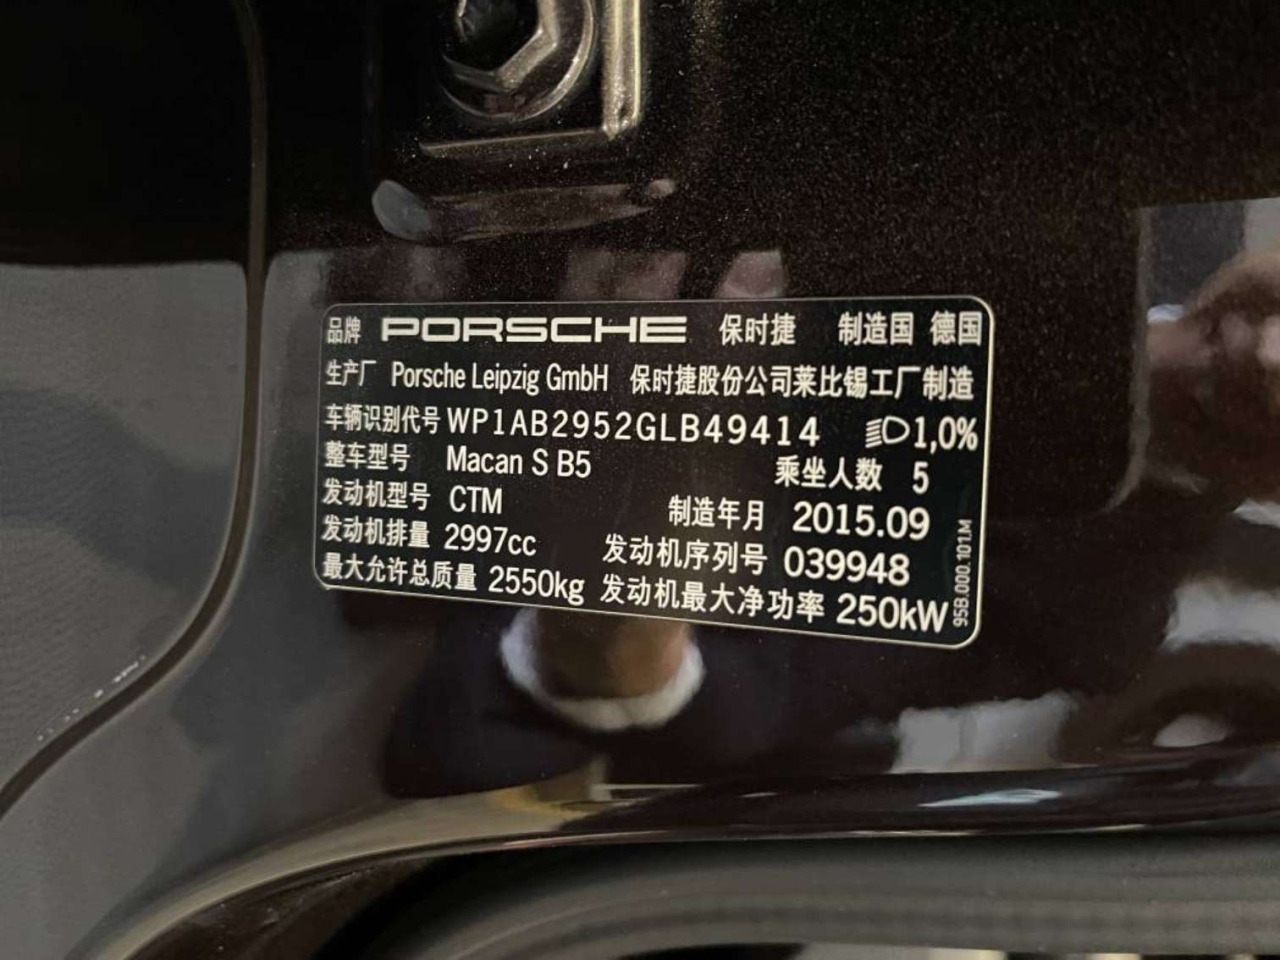 品牌 PORSCHE 保时捷 制造国 德国
生产厂 Porsche Leipzig GmbH 保时捷股份公司莱比锡工厂制造
车辆识别代号 WP1AB2952GLB49414 1,0%
整车型号 Macan S B5 乘坐人数 5
发动机型号 CTM 制造年月 2015.09
发动机排量 2997cc 发动机序列号 039948
最大允许总质量 2550kg 发动机最大净功率 250kW
95B.000.101.M